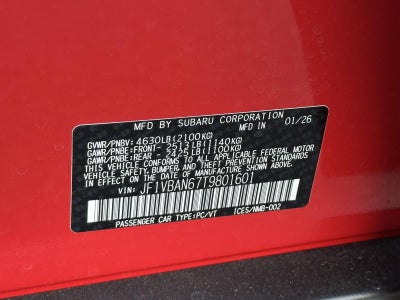 MFD BY SUBARU CORPORATION 01/26
GVWR/PNBV: 4630LB(2100KG)
GAWR/PNBE:FRONT- 2513LB(1140KG)
GAWR/PNBE:REAR - 2425LB(1100KG)
THIS VEHICLE CONFORMS TO ALL APPLICABLE FEDERAL MOTOR
VEHICLE SAFETY, BUMPER AND THEFT PREVENTION STANDARDS
IN EFFECT ON THE DATE OF MANUFACTURE SHOWN ABOVE.
VIN: JF1VBAN67T9801601
PASSENGER CAR TYPE:PC/VT ICES/NMB-002